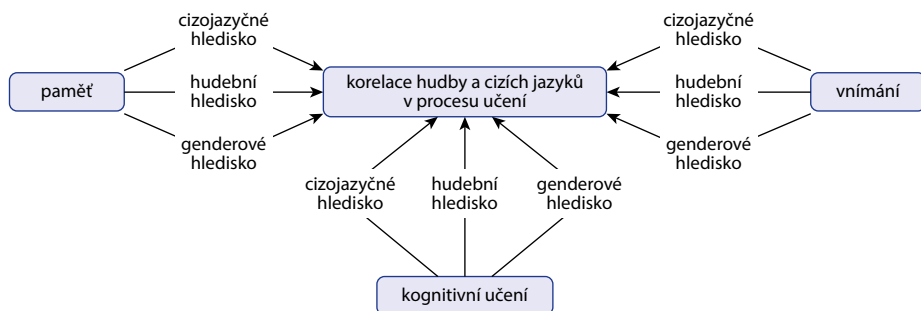 cizojazyčné
hledisko
cizojazyčné
hledisko
paměť
hudební
hledisko
korelace hudby a cizích jazyků
v procesu učení
hudební
hledisko
vnímání
genderové
hledisko
genderové
hledisko
cizojazyčné
hledisko
hudební
hledisko
genderové
hledisko
kognitivní učení